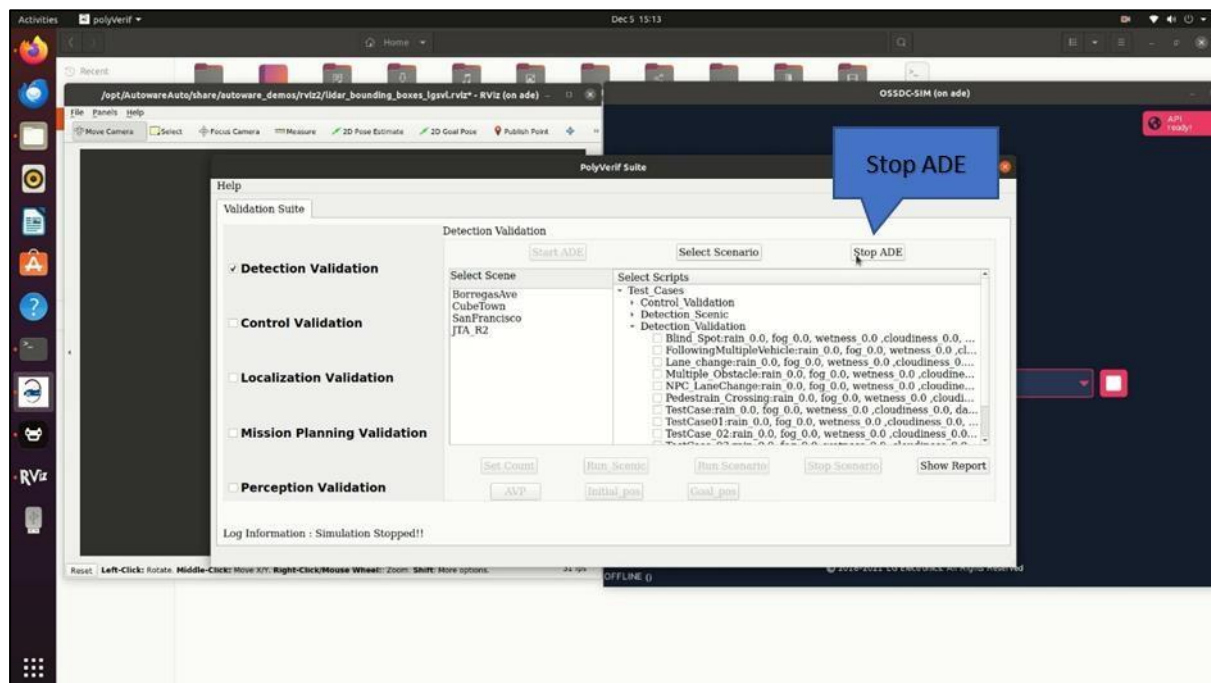 Activities
polyVerif
Dec 5 15:13
Home
Recent
/opt/AutowareAuto/share/autoware_demos/rviz2/lidar_bounding_boxes_lgsvl.rviz* - RViz (on ade)
OSSDC-SIM (on ade)
File Panels Help
Move Camera Select Focus Camera Measure 2D Pose Estimate 2D Goal Pose Publish Point
API
ready!
Stop ADE
PolyVerif Suite
Help
Validation Suite
Detection Validation
Start ADE Select Scenario Stop ADE
Detection Validation
Control Validation
Localization Validation
Mission Planning Validation
Perception Validation
Select Scene
BorregasAve
CubeTown
SanFrancisco
JTA_R2
Select Scripts
Test_Cases
Control_Validation
Detection_Scenic
Detection_Validation
Blind_Spot:rain_0.0, fog_0.0, wetness_0.0 ,cloudiness_0.0, ...
FollowingMultipleVehicle:rain_0.0, fog_0.0, wetness_0.0 ,cl...
Lane_change:rain_0.0, fog_0.0, wetness_0.0 ,cloudiness_0....
Multiple_Obstacle:rain_0.0, fog_0.0, wetness_0.0 ,cloudine...
NPC_LaneChange:rain_0.0, fog_0.0, wetness_0.0 ,cloudine...
Pedestrain_Crossing:rain_0.0, fog_0.0, wetness_0.0 ,cloudi...
TestCase:rain_0.0, fog_0.0, wetness_0.0 ,cloudiness_0.0, da...
TestCase01:rain_0.0, fog_0.0, wetness_0.0 ,cloudiness_0.0, ...
TestCase_02:rain_0.0, fog_0.0, wetness_0.0 ,cloudiness_0.0...
Set Count Run_Scenic Run Scenario Stop Scenario Show Report
AVP Initial_pos Goal_pos
Log Information : Simulation Stopped!!
RViz
Reset Left-Click: Rotate. Middle-Click: Move X/Y. Right-Click/Mouse Wheel: Zoom. Shift: More options. 31 fps
OFFLINE ()